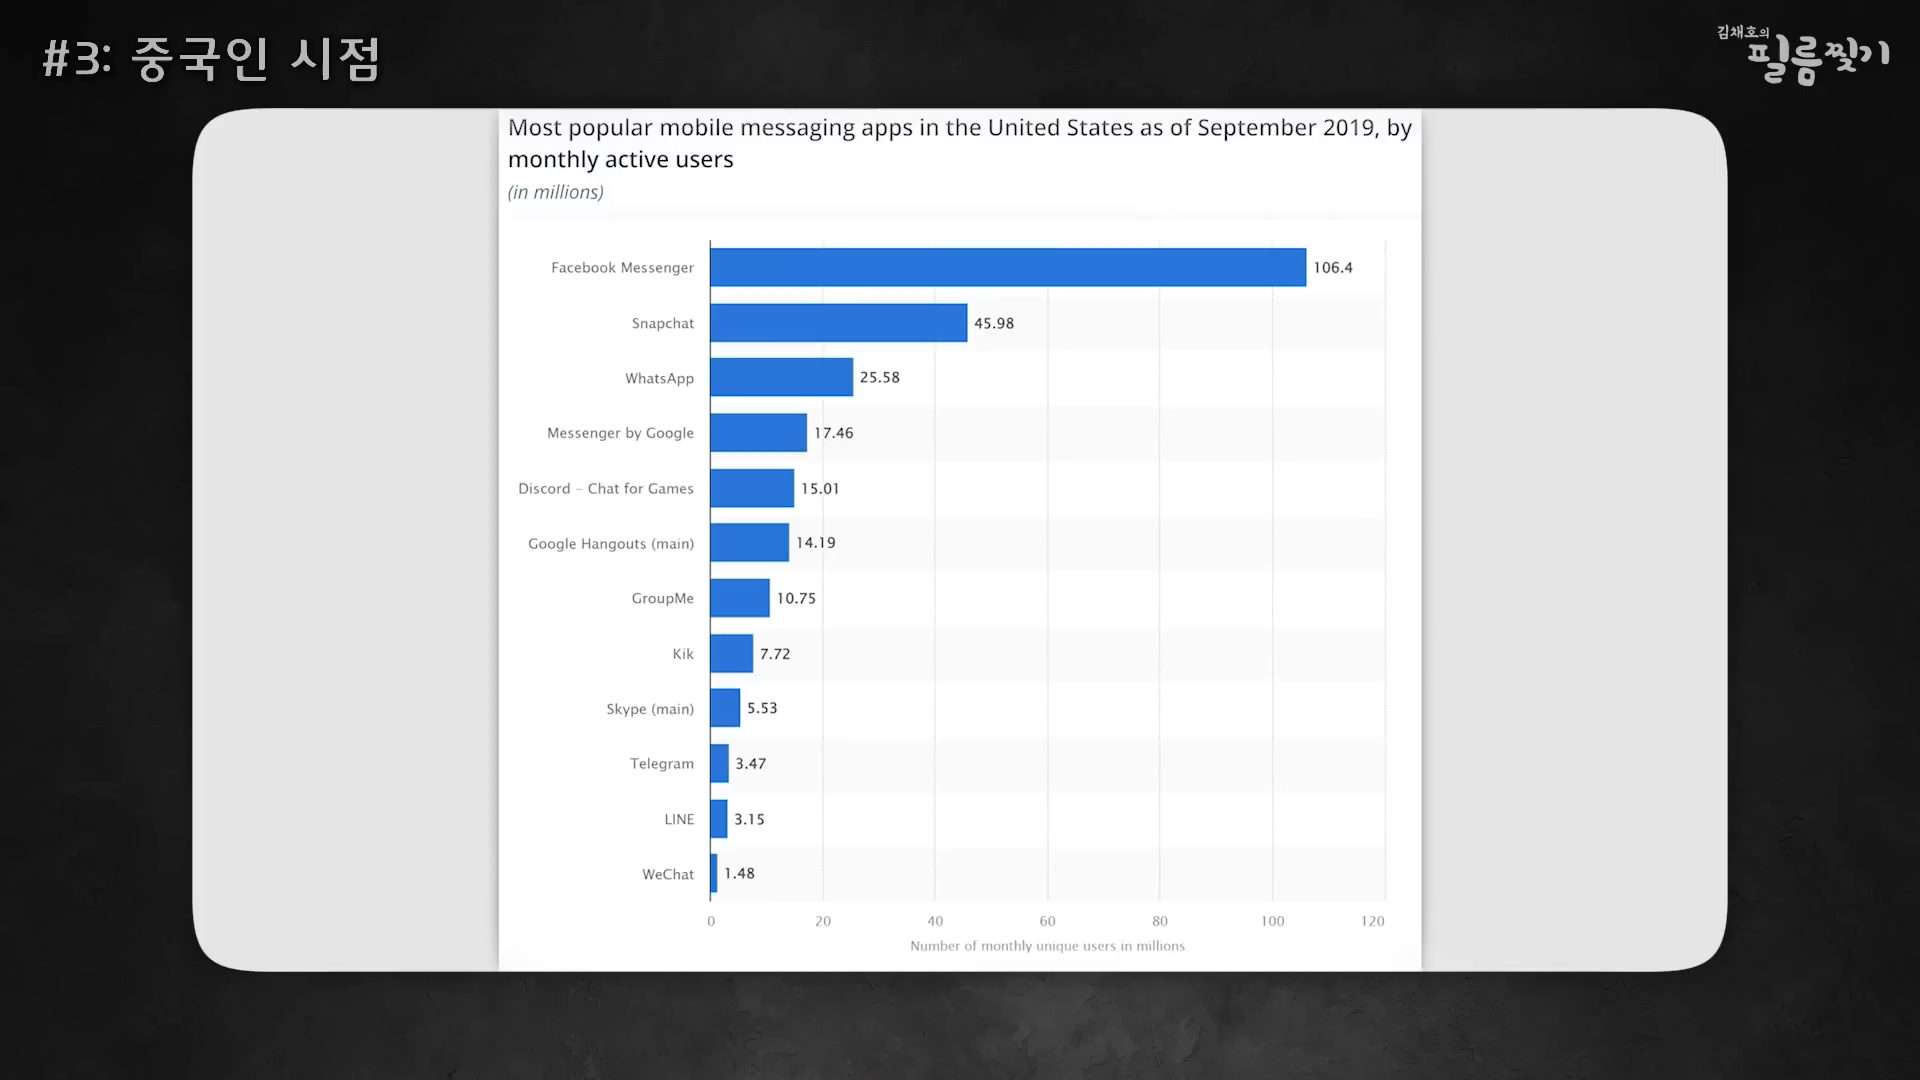 #3: 중국인 시점
김채호의
필름찢기
Most popular mobile messaging apps in the United States as of September 2019, by
monthly active users
(in millions)
Facebook Messenger 106.4
Snapchat 45.98
WhatsApp 25.58
Messenger by Google 17.46
Discord – Chat for Games 15.01
Google Hangouts (main) 14.19
GroupMe 10.75
Kik 7.72
Skype (main) 5.53
Telegram 3.47
LINE 3.15
WeChat 1.48
0 20 40 60 80 100 120
Number of monthly unique users in millions